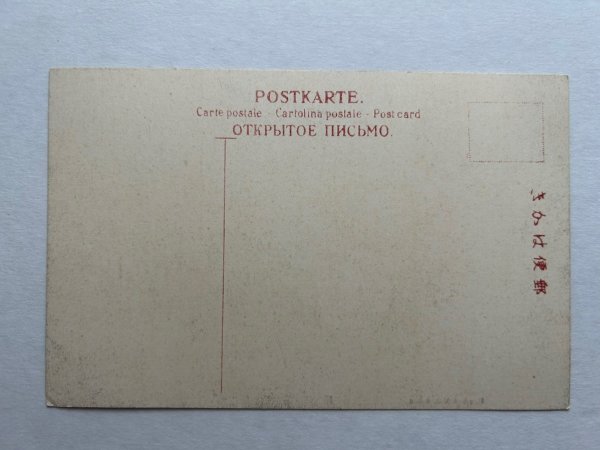 POSTKARTE.
Carte postale - Cartolina postale - Post card
ОТКРЫТОЕ ПИСЬМО.
きかは便郵